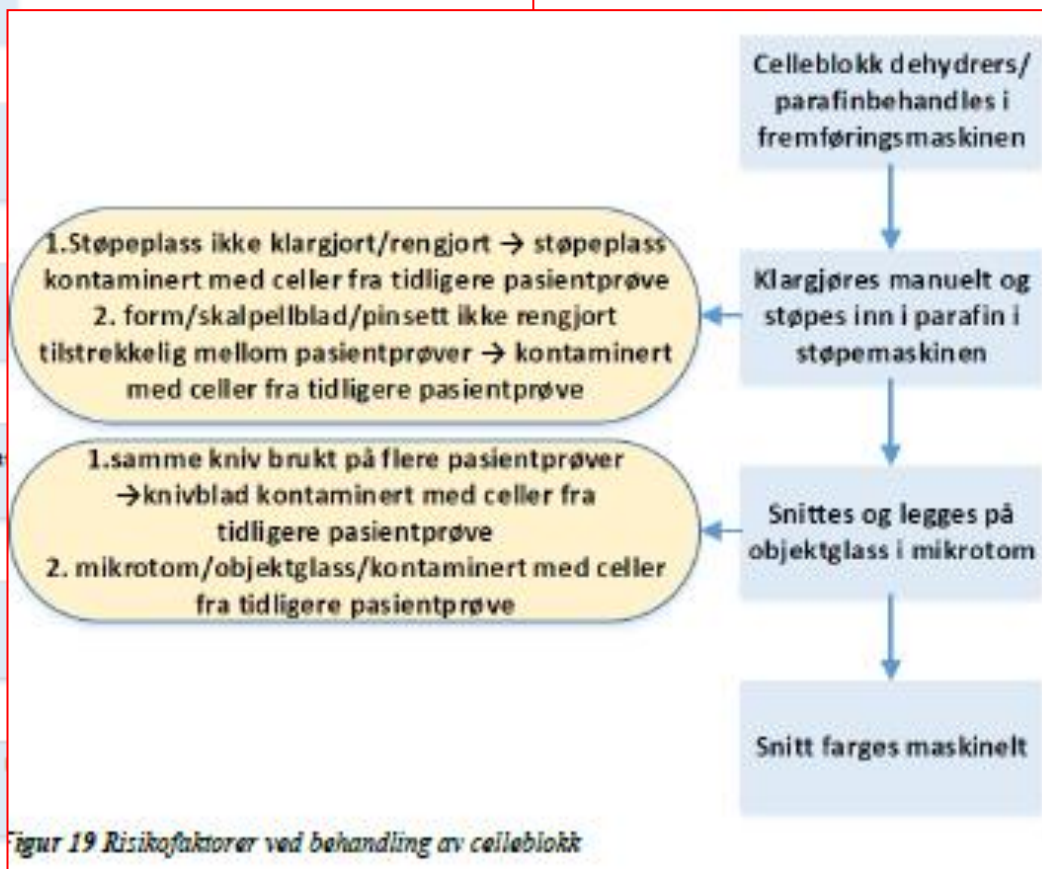 Celleblokk dehydrers/
parafinbehandles i
fremføringsmaskinen
1.Støpeplass ikke klargjort/rengjort → støpeplass
kontaminert med celler fra tidligere pasientprøve
2. form/skalpellblad/pinsett ikke rengjort
tilstrekkelig mellom pasientprøver → kontaminert
med celler fra tidligere pasientprøve
Klargjøres manuelt og
støpes inn i parafin i
støpemaskinen
1.samme kniv brukt på flere pasientprøver
→knivblad kontaminert med celler fra
tidligere pasientprøve
2. mikrotom/objektglass/kontaminert med celler
fra tidligere pasientprøve
Snittes og legges på
objektglass i mikrotom
Snitt farges maskinelt
Figur 19 Risikofaktorer ved behandling av celleblokk